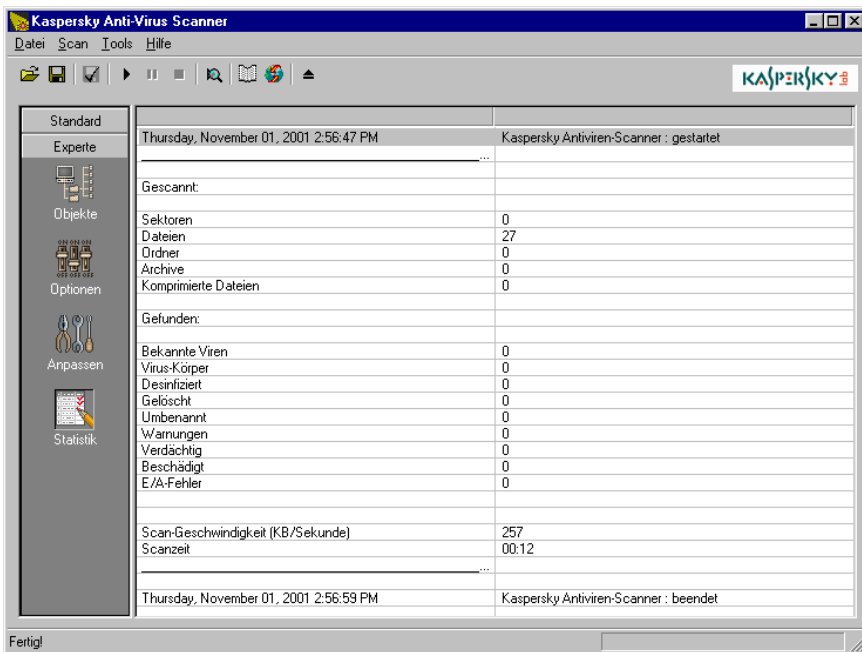 Kaspersky Anti-Virus Scanner
Datei Scan Tools Hilfe
KASPERSKY lab
Standard
Experte
Objekte
Optionen
Anpassen
Statistik
Thursday, November 01, 2001 2:56:47 PM Kaspersky Antiviren-Scanner : gestartet
...
Gescannt:
Sektoren 0
Dateien 27
Ordner 0
Archive 0
Komprimierte Dateien 0
Gefunden:
Bekannte Viren 0
Virus-Körper 0
Desinfiziert 0
Gelöscht 0
Umbenannt 0
Warnungen 0
Verdächtig 0
Beschädigt 0
E/A-Fehler 0
Scan-Geschwindigkeit (KB/Sekunde) 257
Scanzeit 00:12
...
Thursday, November 01, 2001 2:56:59 PM Kaspersky Antiviren-Scanner : beendet
Fertig!